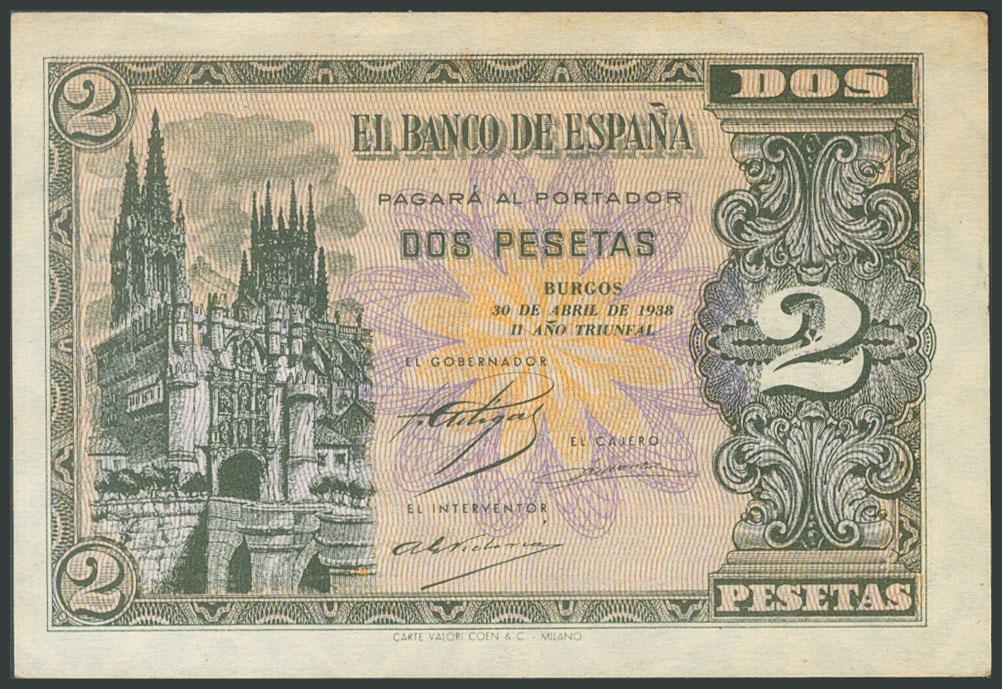 2
DOS
EL BANCO DE ESPAÑA
PAGARÁ AL PORTADOR
DOS PESETAS
BURGOS
30 DE ABRIL DE 1938
II AÑO TRIUNFAL
2
EL GOBERNADOR
EL CAJERO
EL INTERVENTOR
2
PESETAS
CARTE VALORI COEN & C. - MILANO